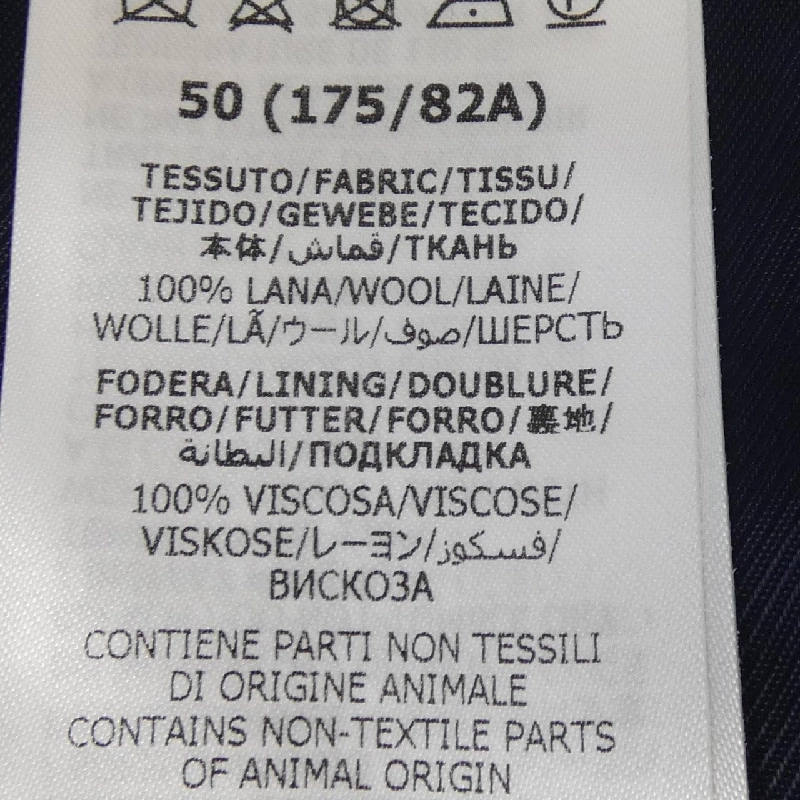 50 (175/82A)
TESSUTO/FABRIC/TISSU/
TEJIDO/GEWEBE/TECIDO/
本体/قماش/ТКАНЬ
100% LANA/WOOL/LAINE/
WOLLE/LÃ/ウール/صوف/ШЕРСТЬ
FODERA/LINING/DOUBLURE/
FORRO/FUTTER/FORRO/裏地/
البطانة/ПОДКЛАДКА
100% VISCOSA/VISCOSE/
VISKOSE/レーヨン/فسكوز/
ВИСКОЗА
CONTIENE PARTI NON TESSILI
DI ORIGINE ANIMALE
CONTAINS NON-TEXTILE PARTS
OF ANIMAL ORIGIN